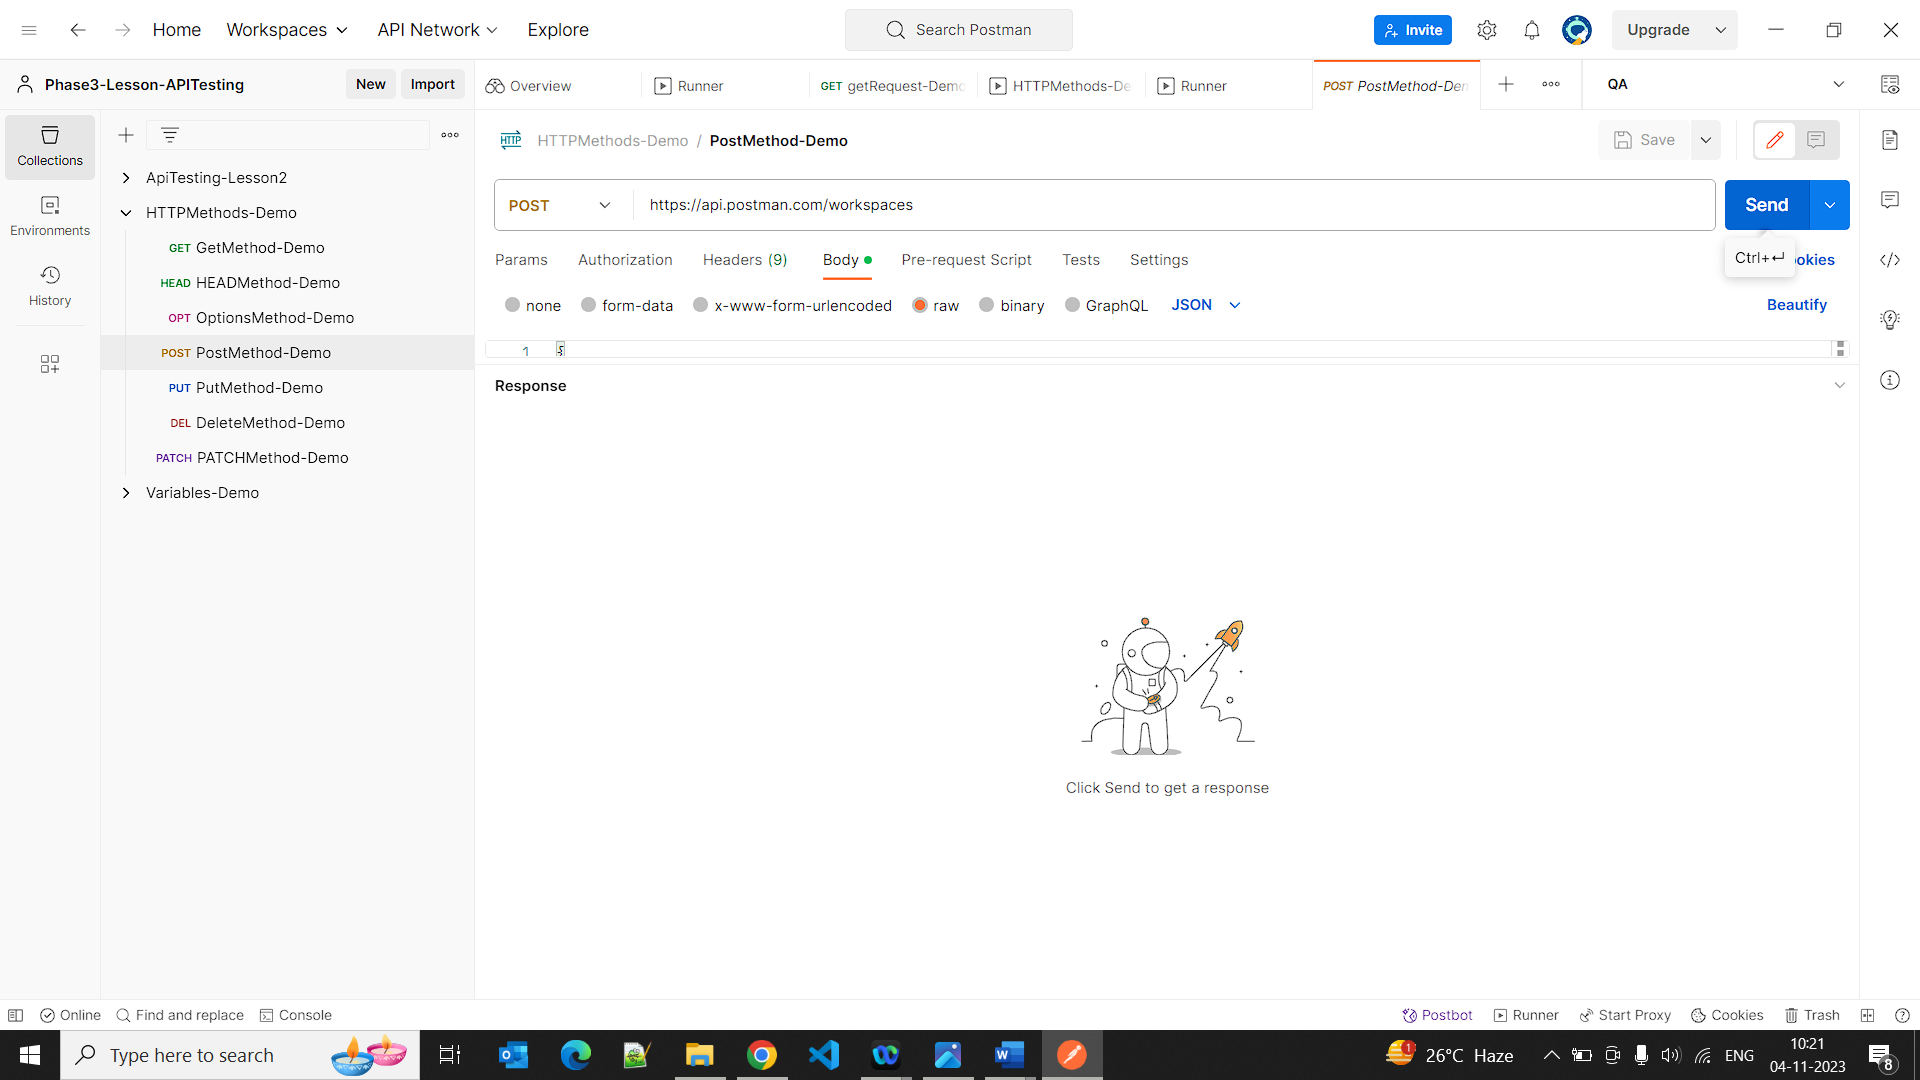 Home Workspaces API Network Explore Search Postman Invite Upgrade
Phase3-Lesson-APITesting New Import Overview Runner GET getRequest-Demo HTTPMethods-De Runner POST PostMethod-Den QA
HTTP HTTPMethods-Demo / PostMethod-Demo Save
Collections
ApiTesting-Lesson2
HTTPMethods-Demo
POST https://api.postman.com/workspaces Send
Environments
GET GetMethod-Demo
Params Authorization Headers (9) Body Pre-request Script Tests Settings Ctrl+↵ ookies
HEAD HEADMethod-Demo
History
none form-data x-www-form-urlencoded raw binary GraphQL JSON Beautify
OPT OptionsMethod-Demo
1 {
POST PostMethod-Demo
Response
PUT PutMethod-Demo
DEL DeleteMethod-Demo
PATCH PATCHMethod-Demo
Variables-Demo
Click Send to get a response
Online Find and replace Console Postbot Runner Start Proxy Cookies Trash
Type here to search 1 26°C Haze ENG 10:21
04-11-2023 8